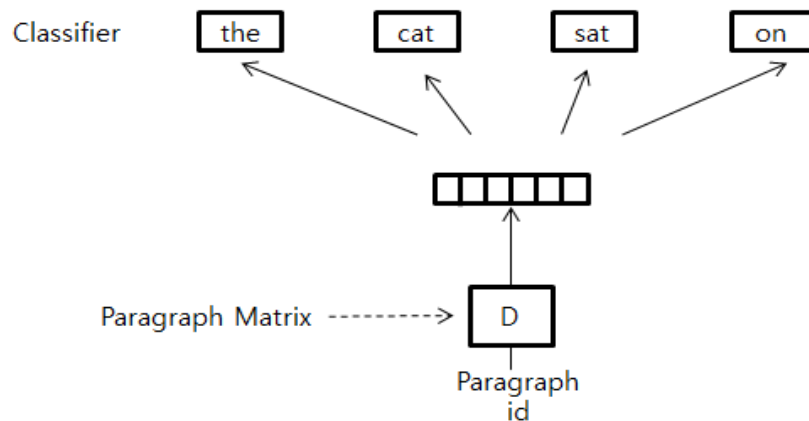 Classifier the cat sat on
Paragraph Matrix D
Paragraph
id